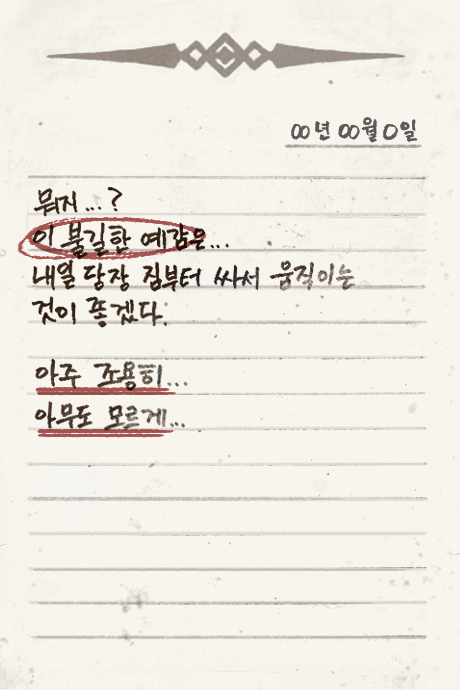 00년 00월 0일
뭐지...?
이 불길한 예감은...
내일 당장 짐부터 싸서 움직이는
것이 좋겠다.
아주 조용히...
아무도 모르게...